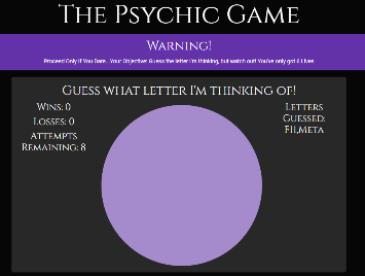 The Psychic Game
Warning!
Proceed Only If You Dare... Your Objective: Guess the letter I'm thinking, but watch out! You've only got 8 Lives
Guess what letter I'm thinking of!
Wins: 0
Losses: 0
Attempts
Remaining: 8
Letters
Guessed:
F11,Meta